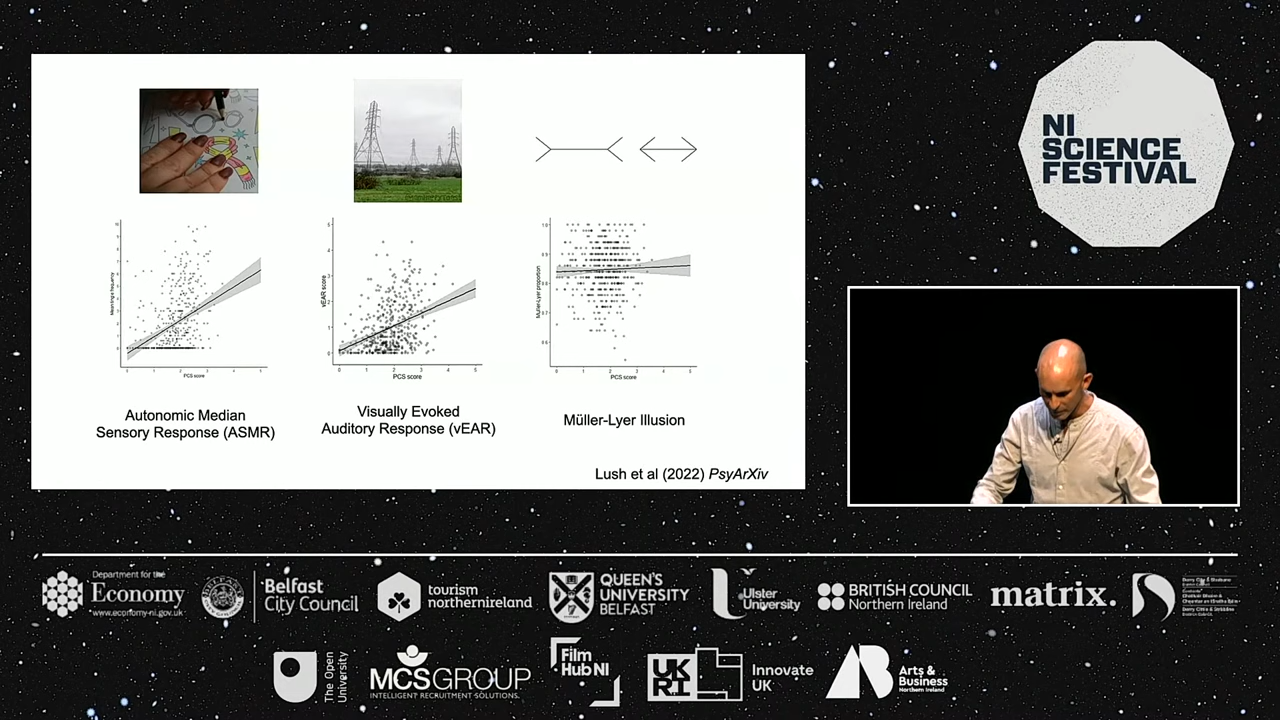 NI
SCIENCE
FESTIVAL
vEAR score
Müller-Lyer proportion
PCS score
PCS score
PCS score
Autonomic Median
Sensory Response (ASMR)
Visually Evoked
Auditory Response (vEAR)
Müller-Lyer Illusion
Lush et al (2022) PsyArXiv
Department for the
Economy
www.economy-ni.gov.uk
Belfast
City Council
tourism
northernireland
QUEEN'S
UNIVERSITY
BELFAST
Ulster
University
BRITISH COUNCIL
Northern Ireland
matrix.
The Open
University
MCSGROUP
INTELLIGENT RECRUITMENT SOLUTIONS.
Film
Hub NI
UK
RI
Innovate
UK
Arts &
Business
Northern Ireland